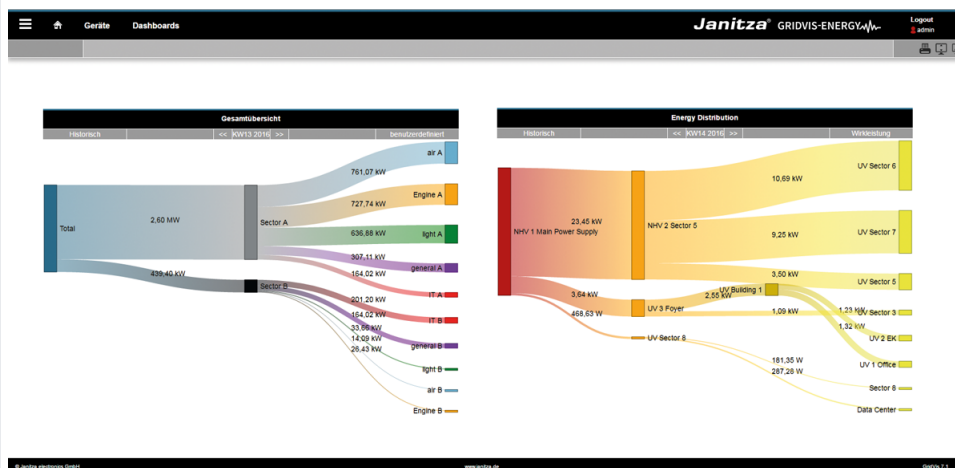 Geräte Dashboards
Janitza® GRIDVIS-ENERGY
Logout
admin
Gesamtübersicht
Historisch << KW13 2016 >> benutzerdefiniert
air A
761,07 kW
Engine A
727,74 kW
Total
2,60 MW
Sector A
636,88 kW
light A
307,11 kW
general A
439,40 kW
164,02 kW
Sector B
IT A
201,20 kW
164,02 kW
IT B
33,66 kW
14,09 kW
general B
26,43 kW
light B
air B
Engine B
Energy Distribution
Historisch << KW14 2016 >> Wirkleistung
UV Sector 6
10,69 kW
23,45 kW
NHV 1 Main Power Supply
NHV 2 Sector 5
9,25 kW
UV Sector 7
3,50 kW
UV Sector 5
3,64 kW
UV Building 1
2,55 kW
UV 3 Foyer
468,63 W
1,09 kW
1,23 kW
UV Sector 3
1,32 kW
UV Sector 8
UV 2 EK
181,35 W
UV 1 Office
287,28 W
Sector 8
Data Center
© Janitza electronics GmbH
www.janitza.de
GridVis 7.1